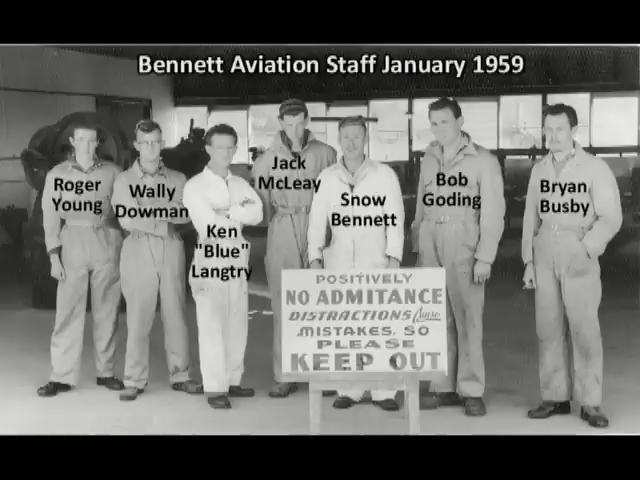 Bennett Aviation Staff January 1959
Roger
Young
Wally
Dowman
Ken
"Blue"
Langtry
Jack
McLeay
Snow
Bennett
Bob
Goding
Bryan
Busby
POSITIVELY
NO ADMITANCE
DISTRACTIONS Cause
MISTAKES, SO
PLEASE
KEEP OUT